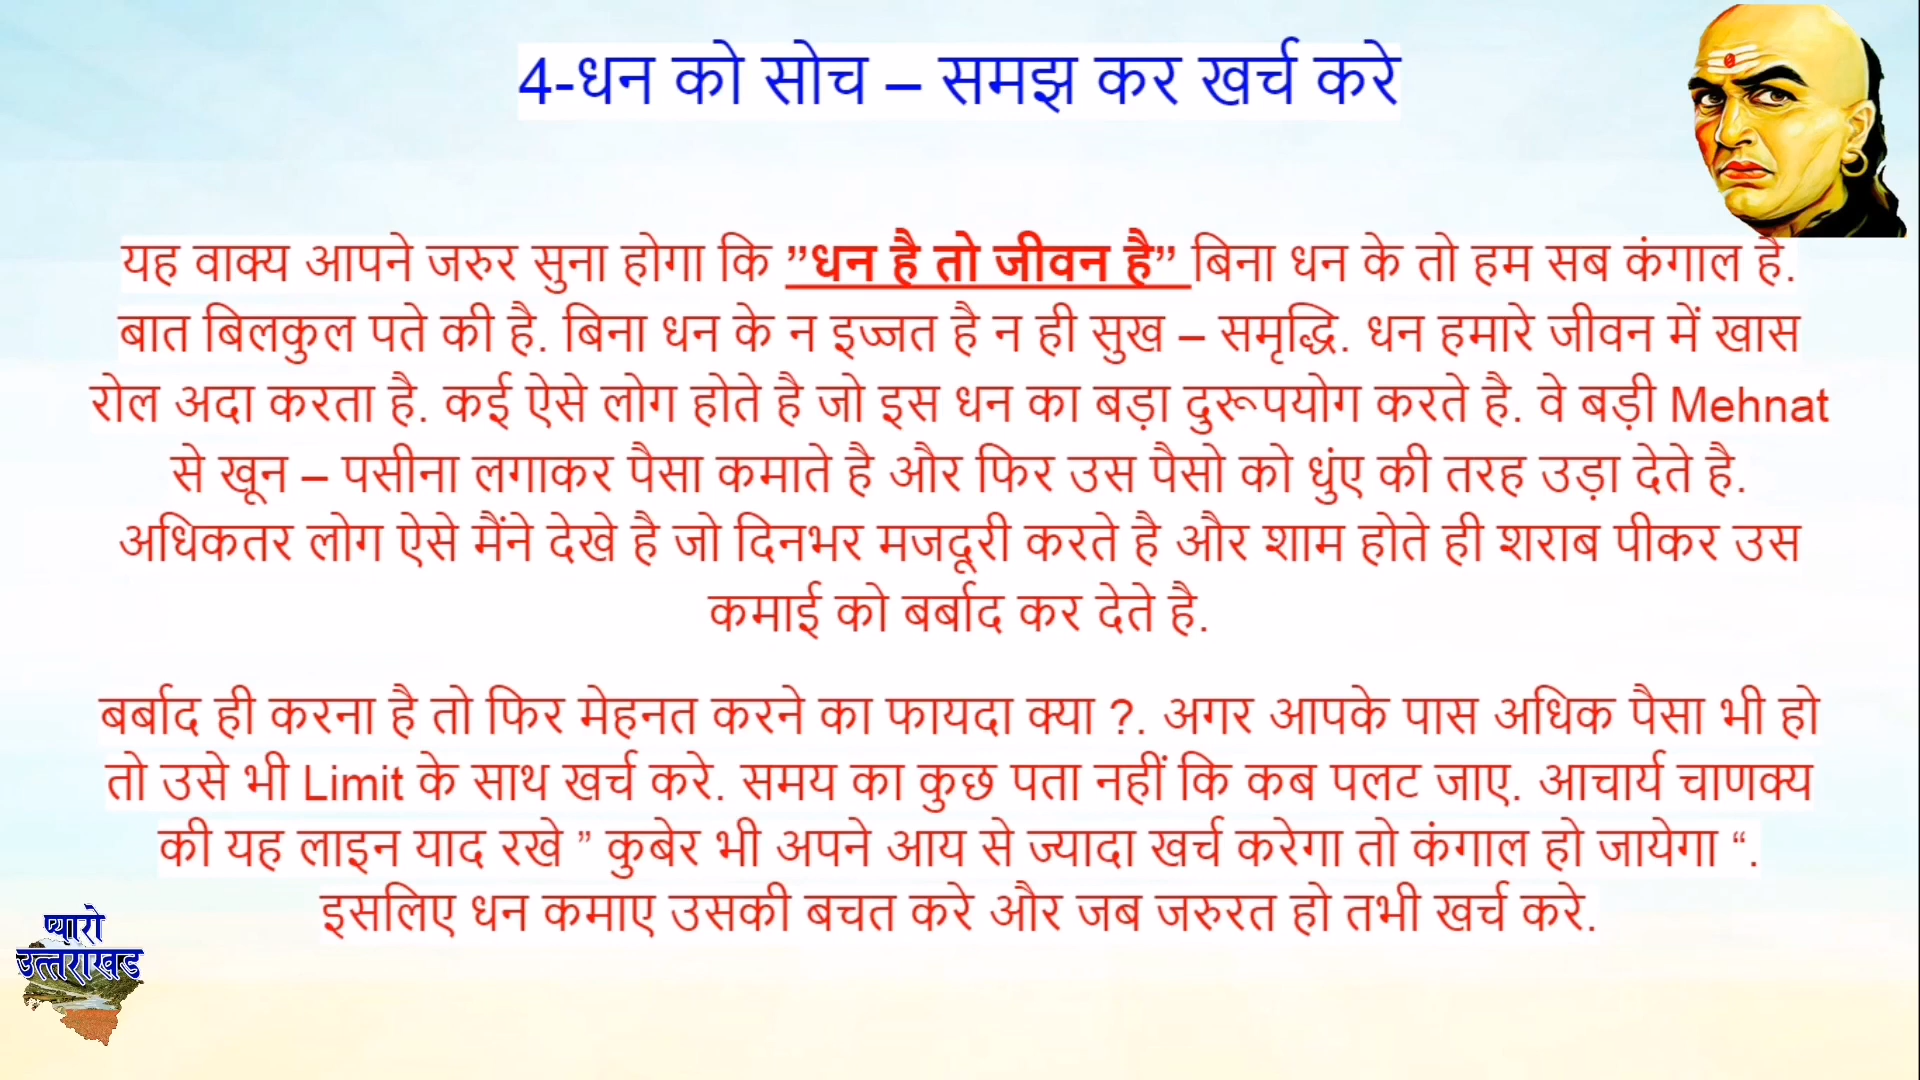 4-धन को सोच – समझ कर खर्च करे
यह वाक्य आपने जरुर सुना होगा कि ”धन है तो जीवन है” बिना धन के तो हम सब कंगाल है.
बात बिलकुल पते की है. बिना धन के न इज्जत है न ही सुख – समृद्धि. धन हमारे जीवन में खास
रोल अदा करता है. कई ऐसे लोग होते है जो इस धन का बड़ा दुरूपयोग करते है. वे बड़ी Mehnat
से खून – पसीना लगाकर पैसा कमाते है और फिर उस पैसो को धुंए की तरह उड़ा देते है.
अधिकतर लोग ऐसे मैंने देखे है जो दिनभर मजदूरी करते है और शाम होते ही शराब पीकर उस
कमाई को बर्बाद कर देते है.
बर्बाद ही करना है तो फिर मेहनत करने का फायदा क्या ?. अगर आपके पास अधिक पैसा भी हो
तो उसे भी Limit के साथ खर्च करे. समय का कुछ पता नहीं कि कब पलट जाए. आचार्य चाणक्य
की यह लाइन याद रखे ” कुबेर भी अपने आय से ज्यादा खर्च करेगा तो कंगाल हो जायेगा “.
इसलिए धन कमाए उसकी बचत करे और जब जरुरत हो तभी खर्च करे.
प्यारो
उत्तराखड